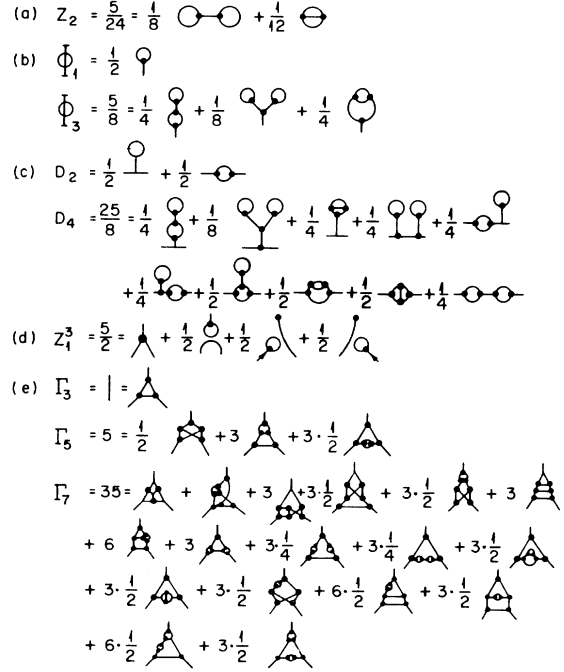 (a) Z₂ = 5/24 = 1/8 + 1/12
(b) Φ₁ = 1/2
Φ₃ = 5/8 = 1/4 + 1/8 + 1/4
(c) D₂ = 1/2 + 1/2
D₄ = 25/8 = 1/4 + 1/8 + 1/4 + 1/4 + 1/4
+ 1/4 + 1/2 + 1/2 + 1/2 + 1/4
(d) Z₁³ = 5/2 = + 1/2 + 1/2 + 1/2
(e) Γ₃ = | =
Γ₅ = 5 = 1/2 + 3 + 3·1/2
Γ₇ = 35 = + + 3 + 3·1/2 + 3·1/2 + 3
+ 6 + 3 + 3·1/4 + 3·1/4 + 3·1/2
+ 3·1/2 + 3·1/2 + 6·1/2 + 3·1/2
+ 6·1/2 + 3·1/2